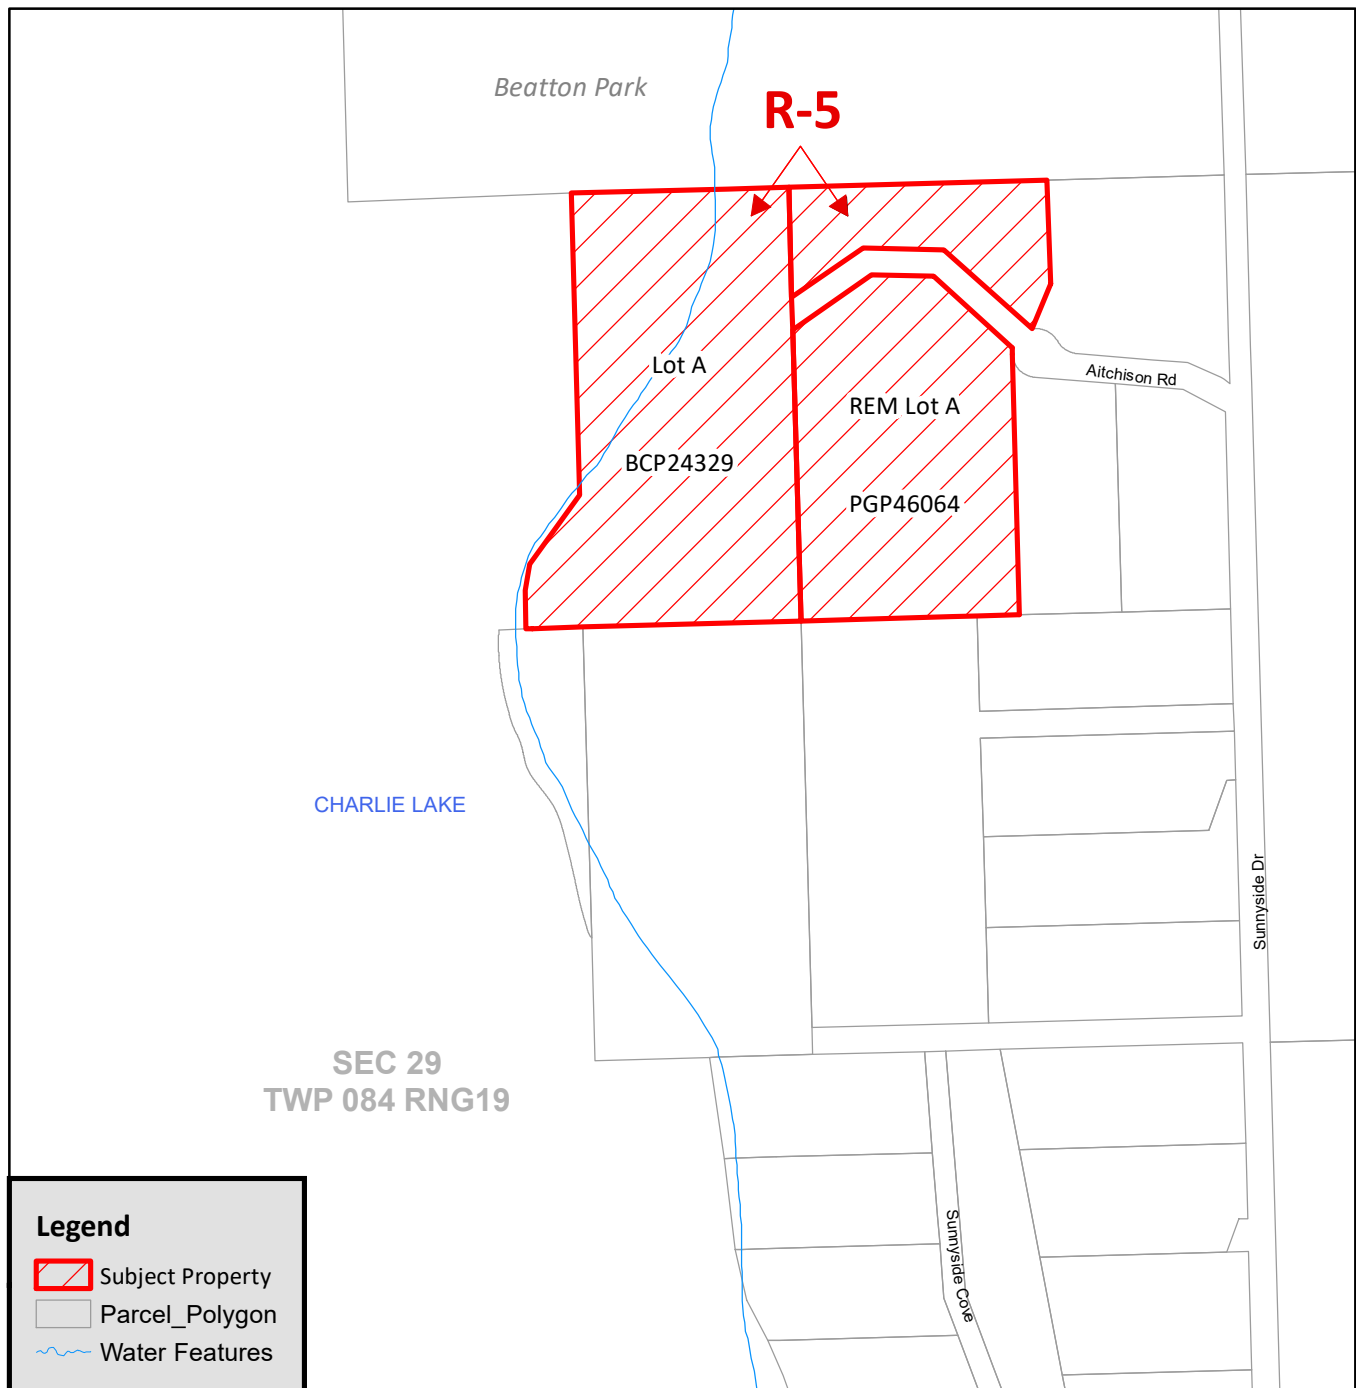 Beatton Park
R-5
Lot A
Aitchison Rd
REM Lot A
BCP24329
PGP46064
CHARLIE LAKE
Sunnyside Dr
SEC 29
TWP 084 RNG19
Sunnyside Cove
Legend
Subject Property
Parcel_Polygon
Water Features